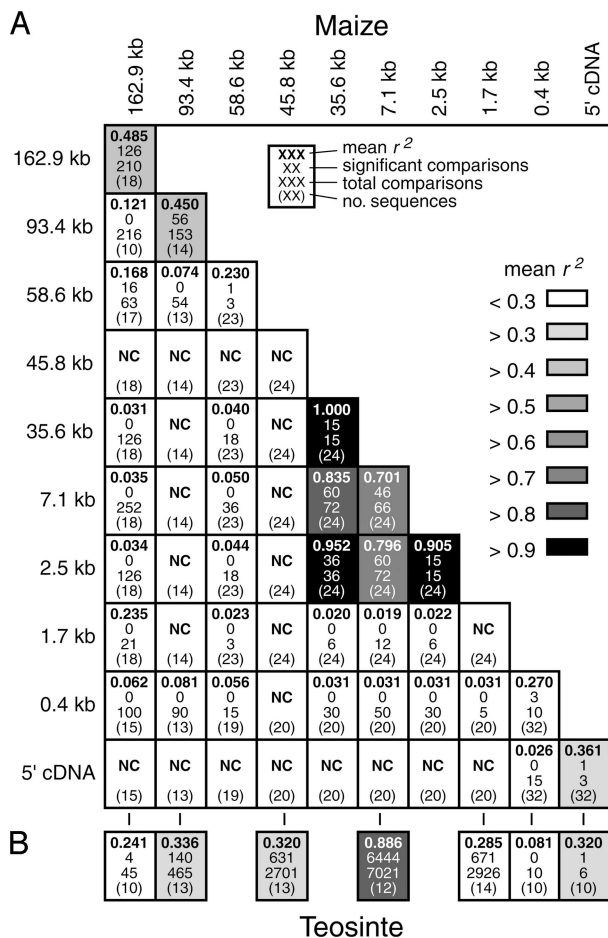 A
Maize
162.9 kb 93.4 kb 58.6 kb 45.8 kb 35.6 kb 7.1 kb 2.5 kb 1.7 kb 0.4 kb 5' cDNA
xxx mean r 2
XX significant comparisons
XXX total comparisons
(XX) no. sequences
mean r 2
< 0.3
> 0.3
> 0.4
> 0.5
> 0.6
> 0.7
> 0.8
> 0.9
162.9 kb
0.485
126
210
(18)
93.4 kb
0.121 0.450
0 56
216 153
(10) (14)
58.6 kb
0.168 0.074 0.230
16 0 1
63 54 3
(17) (13) (23)
45.8 kb
NC NC NC NC
(18) (14) (23) (24)
35.6 kb
0.031 NC 0.040 NC 1.000
0 0 15
126 18 15
(18) (14) (23) (24) (24)
7.1 kb
0.035 NC 0.050 NC 0.835 0.701
0 0 60 46
252 36 72 66
(18) (14) (23) (24) (24) (24)
2.5 kb
0.034 NC 0.044 NC 0.952 0.796 0.905
0 0 36 60 15
126 18 36 72 15
(18) (14) (23) (24) (24) (24) (24)
1.7 kb
0.235 NC 0.023 NC 0.020 0.019 0.022 NC
0 0 0 0 0
21 3 6 12 6
(18) (14) (23) (24) (24) (24) (24) (24)
0.4 kb
0.062 0.081 0.056 NC 0.031 0.031 0.031 0.031 0.270
0 0 0 0 0 0 0 3
100 90 15 30 50 30 5 10
(15) (13) (19) (20) (20) (20) (20) (20) (32)
5' cDNA
NC NC NC NC NC NC NC NC 0.026 0.361
0 1
15 3
(15) (13) (19) (20) (20) (20) (20) (20) (32) (32)
B
0.241 0.336 0.320 0.886 0.285 0.081 0.320
4 140 631 6444 671 0 1
45 465 2701 7021 2926 10 6
(10) (13) (13) (12) (14) (10) (10)
Teosinte